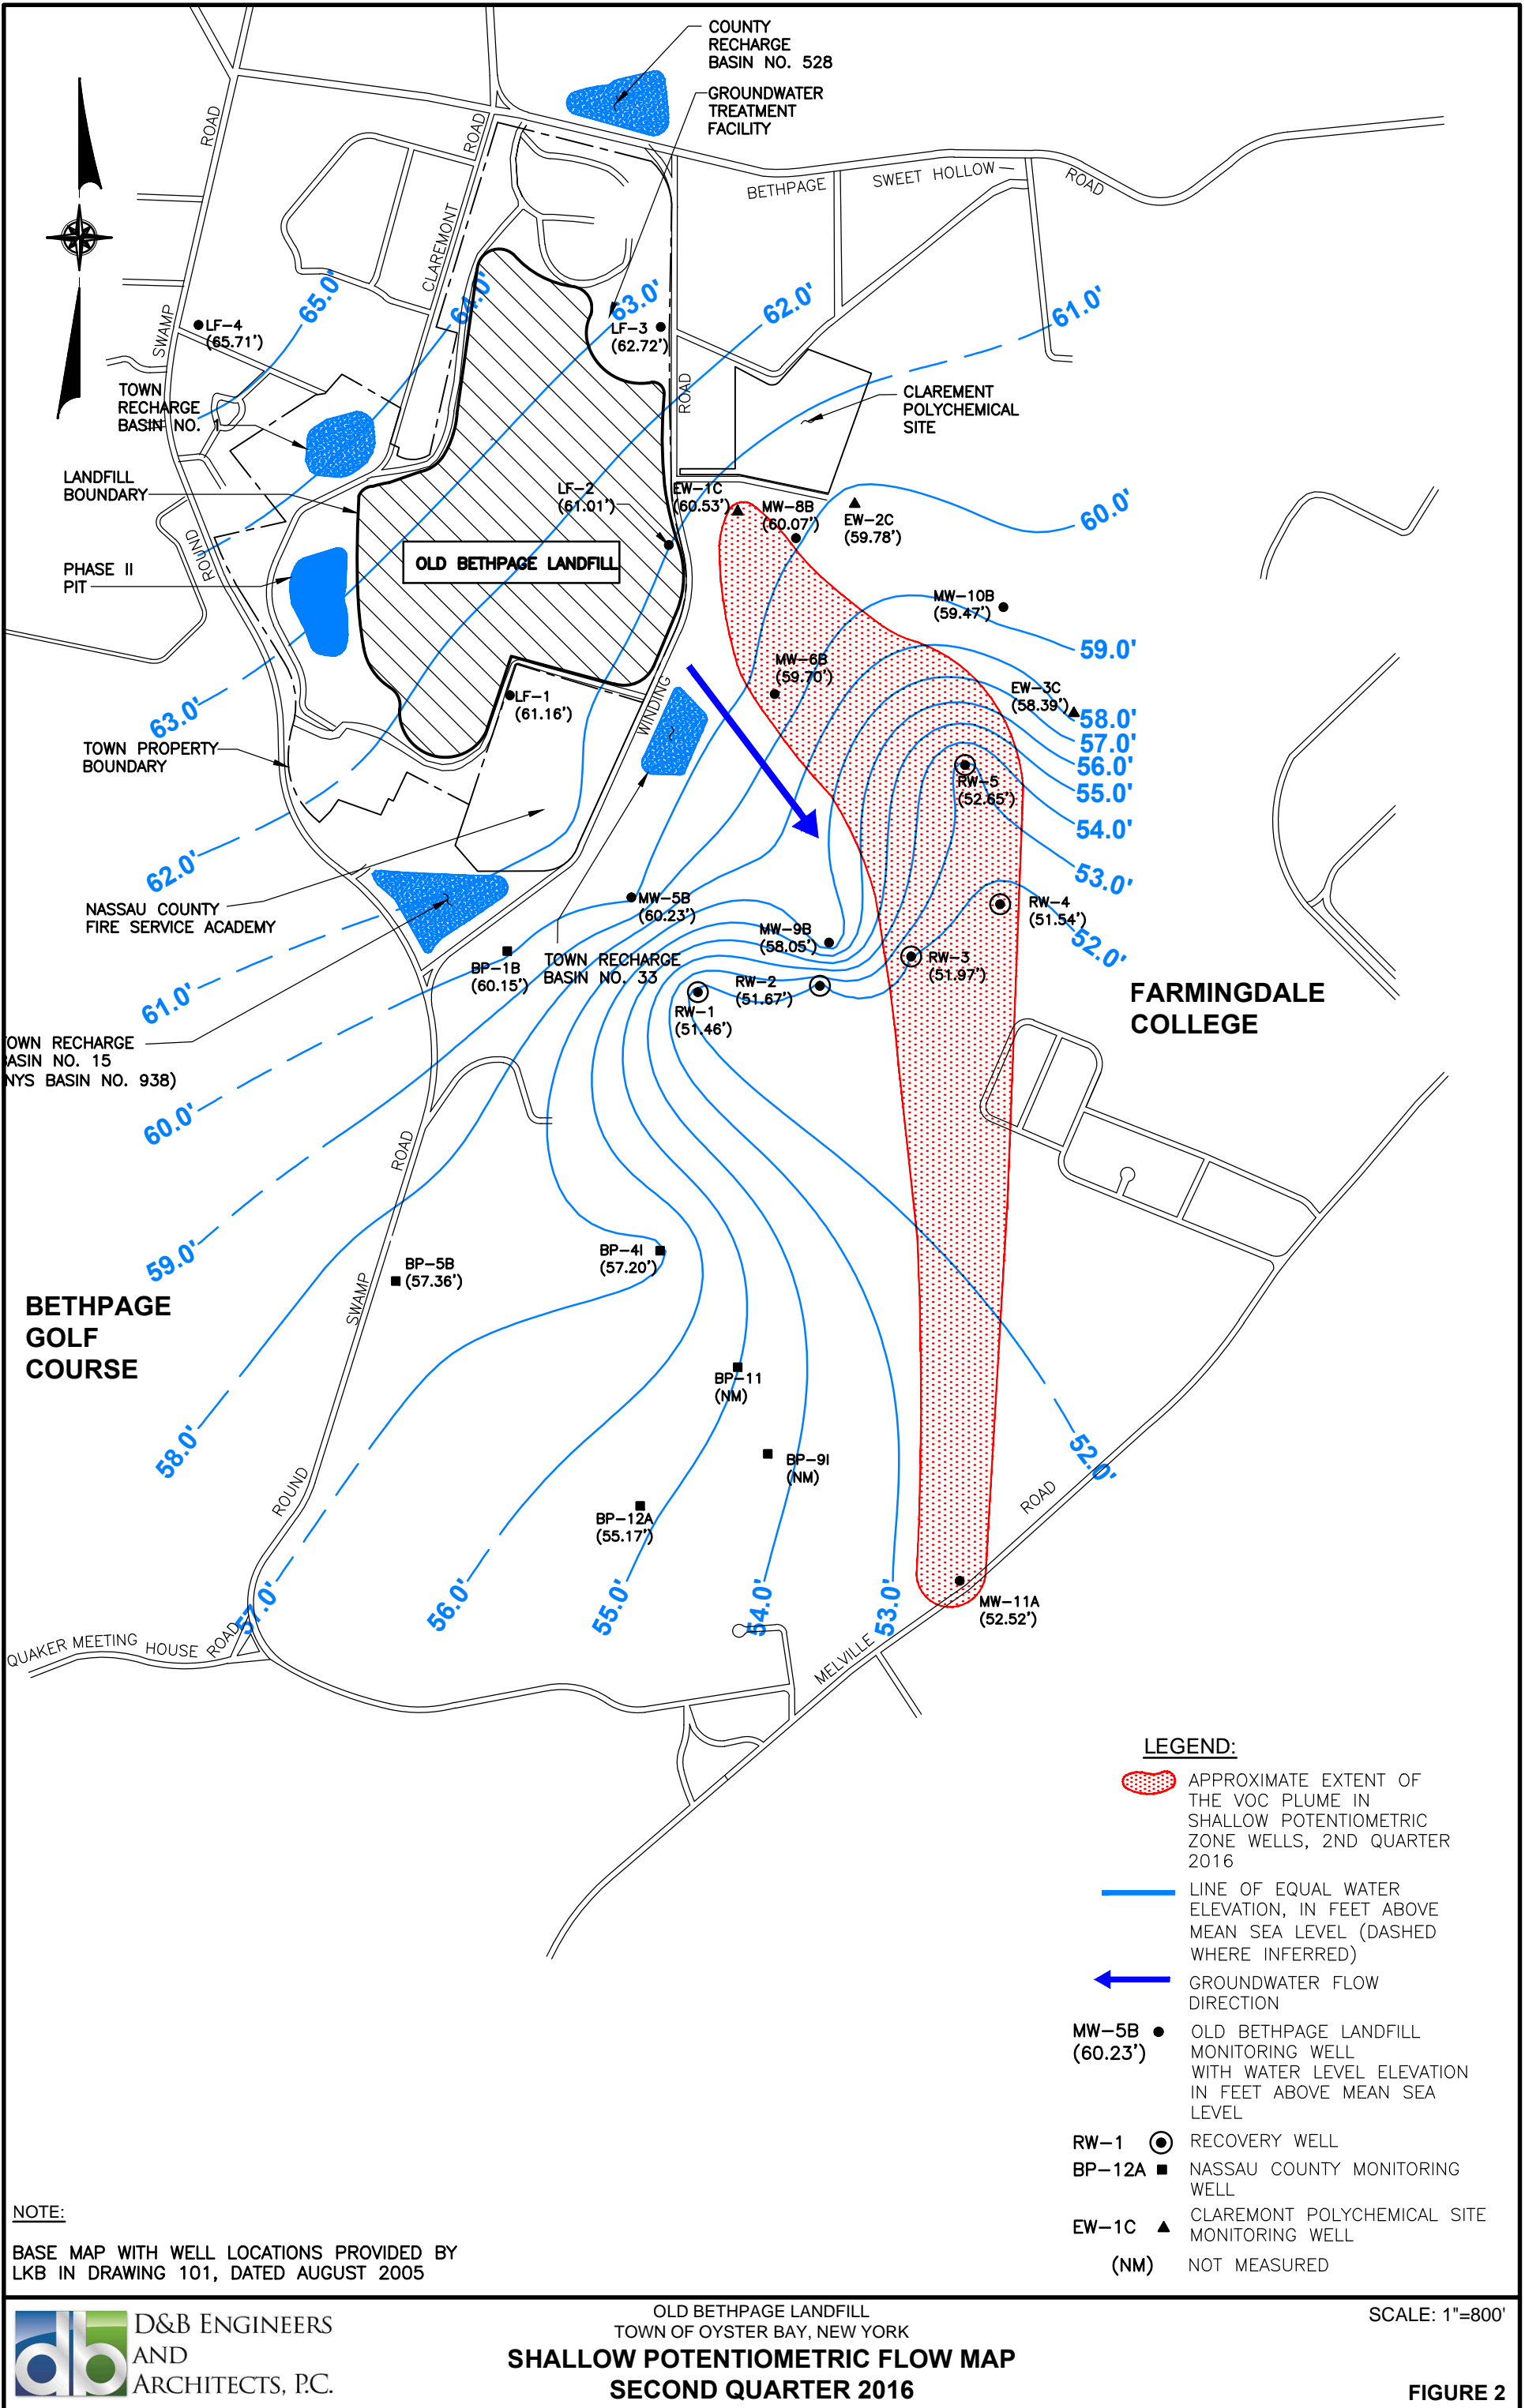 COUNTY
RECHARGE
BASIN NO. 528
GROUNDWATER
TREATMENT
FACILITY
ROAD
ROAD
BETHPAGE
SWEET HOLLOW
ROAD
CLAREMONT
SWAMP
65.0'
64.0'
63.0'
62.0'
61.0'
LF-4
(65.71')
LF-3
(62.72')
ROAD
TOWN
RECHARGE
BASIN NO. 1
CLAREMENT
POLYCHEMICAL
SITE
LANDFILL
BOUNDARY
LF-2
(61.01')
EW-1C
(60.53')
MW-8B
(60.07')
EW-2C
(59.78')
60.0'
ROUND
PHASE II
PIT
OLD BETHPAGE LANDFILL
MW-10B
(59.47')
59.0'
MW-6B
(59.70')
EW-3C
(58.39')
58.0'
57.0'
56.0'
55.0'
54.0'
53.0'
52.0'
LF-1
(61.16')
WINDING
63.0'
TOWN PROPERTY
BOUNDARY
RW-5
(52.65')
62.0'
NASSAU COUNTY
FIRE SERVICE ACADEMY
MW-5B
(60.23')
RW-4
(51.54')
MW-9B
(58.05')
RW-3
(51.97')
BP-1B
(60.15')
TOWN RECHARGE
BASIN NO. 33
RW-2
(51.67')
RW-1
(51.46')
61.0'
FARMINGDALE
COLLEGE
OWN RECHARGE
ASIN NO. 15
NYS BASIN NO. 938)
60.0'
ROAD
59.0'
BP-5B
(57.36')
BP-4I
(57.20')
SWAMP
BETHPAGE
GOLF
COURSE
BP-11
(NM)
58.0'
BP-9I
(NM)
52.0'
ROUND
ROAD
BP-12A
(55.17')
57.0'
56.0'
55.0'
54.0'
53.0'
MW-11A
(52.52')
QUAKER MEETING HOUSE ROAD
MELVILLE
LEGEND:
APPROXIMATE EXTENT OF
THE VOC PLUME IN
SHALLOW POTENTIOMETRIC
ZONE WELLS, 2ND QUARTER
2016
LINE OF EQUAL WATER
ELEVATION, IN FEET ABOVE
MEAN SEA LEVEL (DASHED
WHERE INFERRED)
GROUNDWATER FLOW
DIRECTION
MW-5B
(60.23')
OLD BETHPAGE LANDFILL
MONITORING WELL
WITH WATER LEVEL ELEVATION
IN FEET ABOVE MEAN SEA
LEVEL
RW-1 RECOVERY WELL
BP-12A NASSAU COUNTY MONITORING
WELL
EW-1C CLAREMONT POLYCHEMICAL SITE
MONITORING WELL
(NM) NOT MEASURED
NOTE:
BASE MAP WITH WELL LOCATIONS PROVIDED BY
LKB IN DRAWING 101, DATED AUGUST 2005
db
D&B ENGINEERS
AND
ARCHITECTS, P.C.
OLD BETHPAGE LANDFILL
TOWN OF OYSTER BAY, NEW YORK
SHALLOW POTENTIOMETRIC FLOW MAP
SECOND QUARTER 2016
SCALE: 1"=800'
FIGURE 2